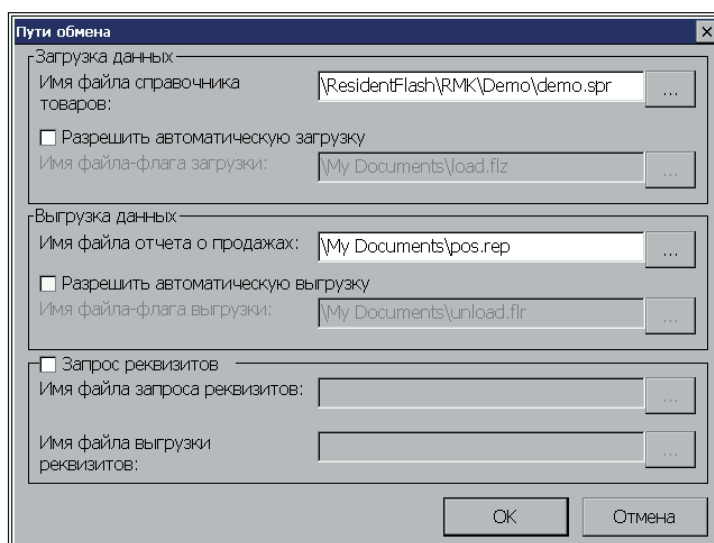 Пути обмена
Загрузка данных
Имя файла справочника
товаров:
\ResidentFlash\RMK\Demo\demo.spr
...
Разрешить автоматическую загрузку
Имя файла-флага загрузки:
\My Documents\load.flz
...
Выгрузка данных
Имя файла отчета о продажах:
\My Documents\pos.rep
...
Разрешить автоматическую выгрузку
Имя файла-флага выгрузки:
\My Documents\unload.flr
...
Запрос реквизитов
Имя файла запроса реквизитов:
...
Имя файла выгрузки
реквизитов:
...
OK
Отмена